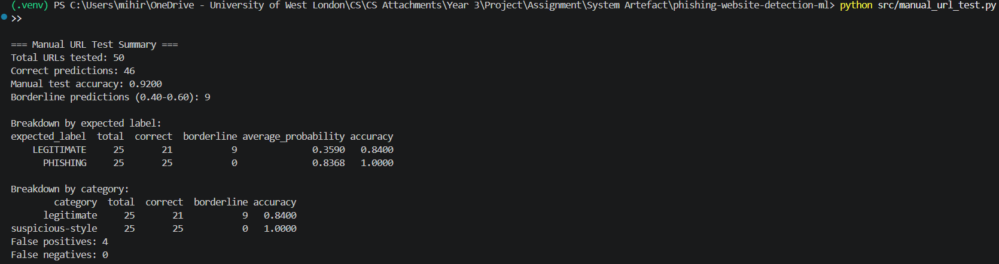 (.venv) PS C:\Users\mihir\OneDrive - University of West London\CS\CS Attachments\Year 3\Project\Assignment\System Artefact\phishing-website-detection-ml> python src/manual_url_test.py
>>
=== Manual URL Test Summary ===
Total URLs tested: 50
Correct predictions: 46
Manual test accuracy: 0.9200
Borderline predictions (0.40-0.60): 9
Breakdown by expected label:
expected_label  total  correct  borderline average_probability accuracy
    LEGITIMATE     25       21           9              0.3590   0.8400
      PHISHING     25       25           0              0.8368   1.0000
Breakdown by category:
        category  total  correct  borderline accuracy
      legitimate     25       21           9   0.8400
suspicious-style     25       25           0   1.0000
False positives: 4
False negatives: 0